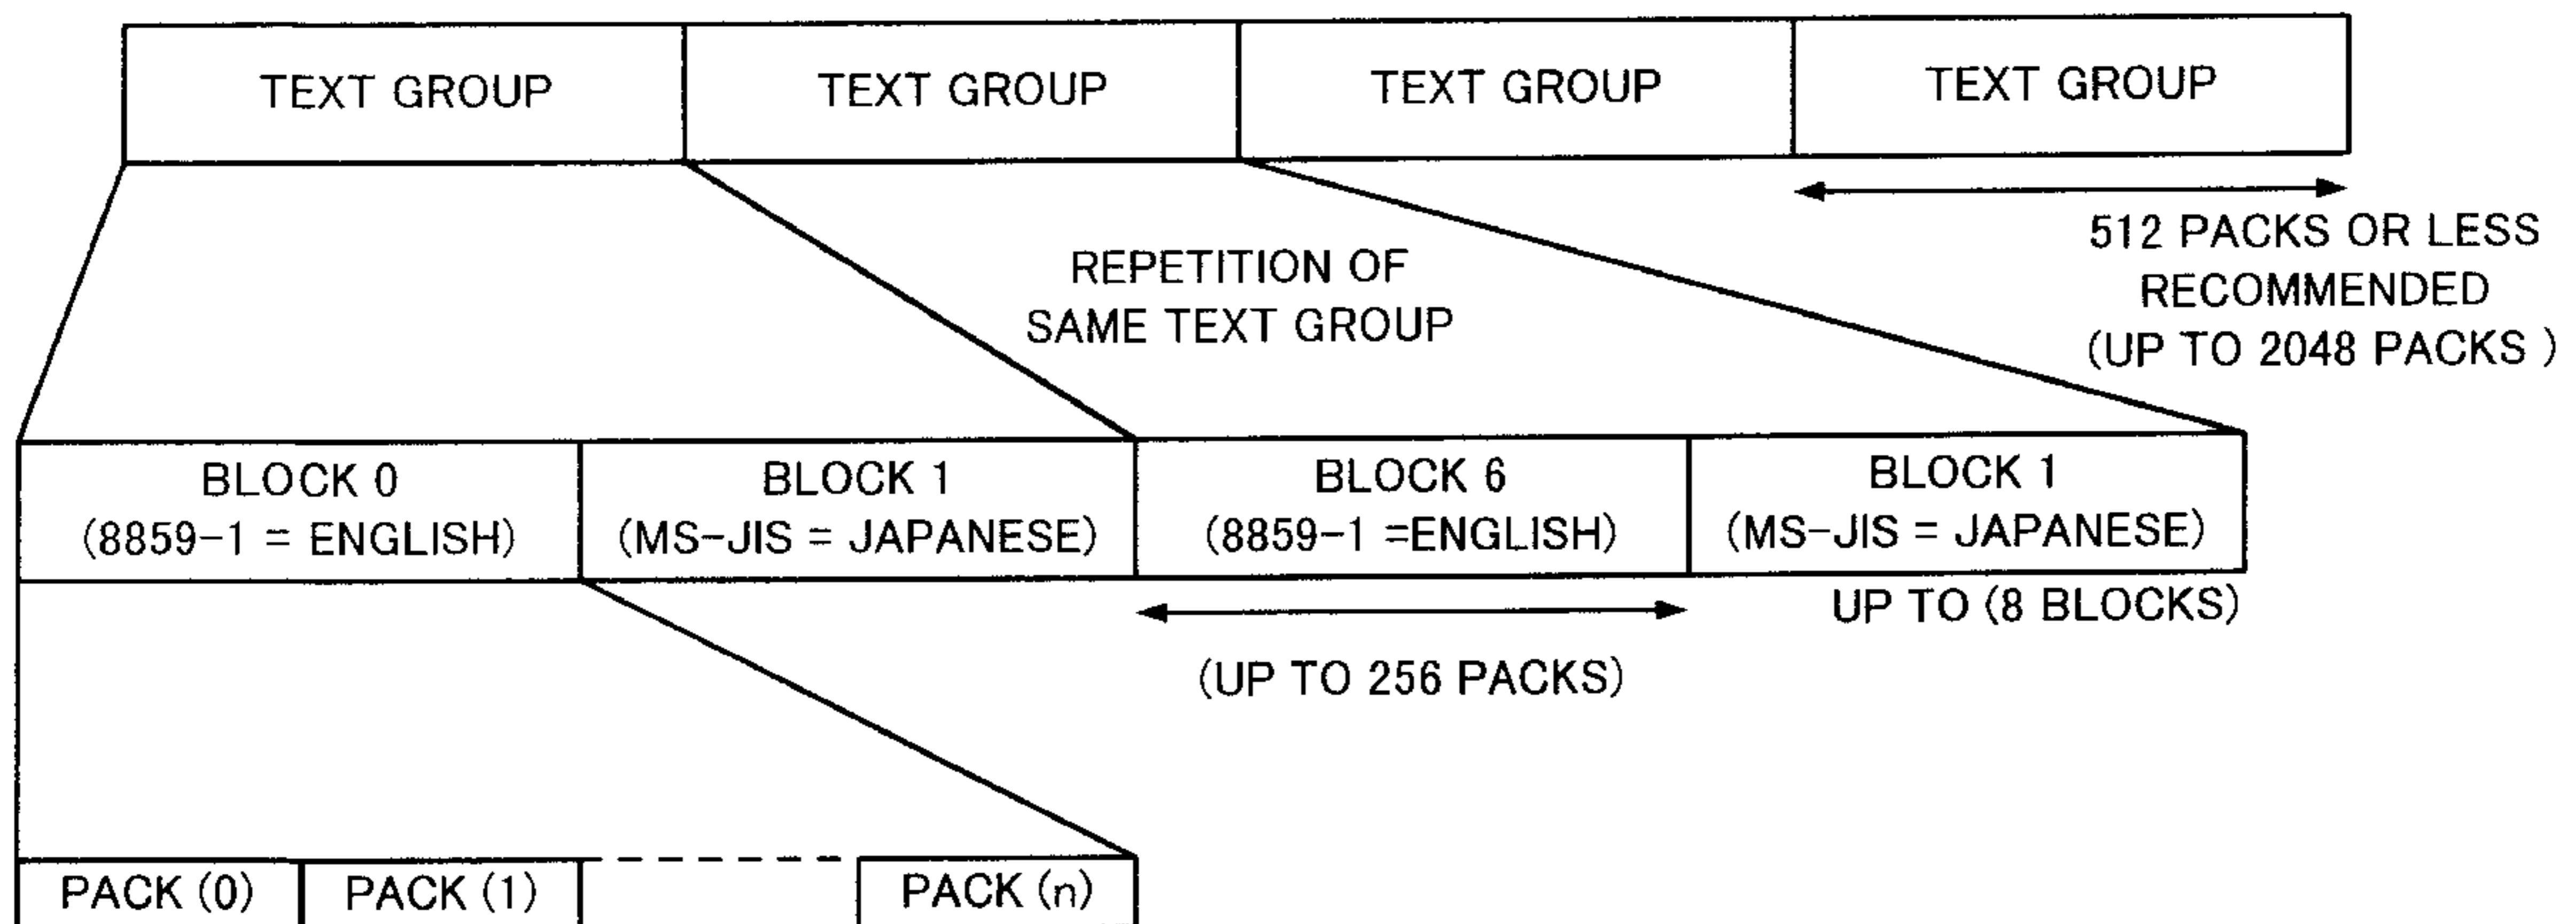 TEXT GROUP TEXT GROUP TEXT GROUP TEXT GROUP
512 PACKS OR LESS
RECOMMENDED
(UP TO 2048 PACKS )
REPETITION OF
SAME TEXT GROUP
BLOCK 0
(8859-1 = ENGLISH)
BLOCK 1
(MS-JIS = JAPANESE)
BLOCK 6
(8859-1 =ENGLISH)
BLOCK 1
(MS-JIS = JAPANESE)
UP TO (8 BLOCKS)
(UP TO 256 PACKS)
PACK (0) PACK (1) PACK (n)